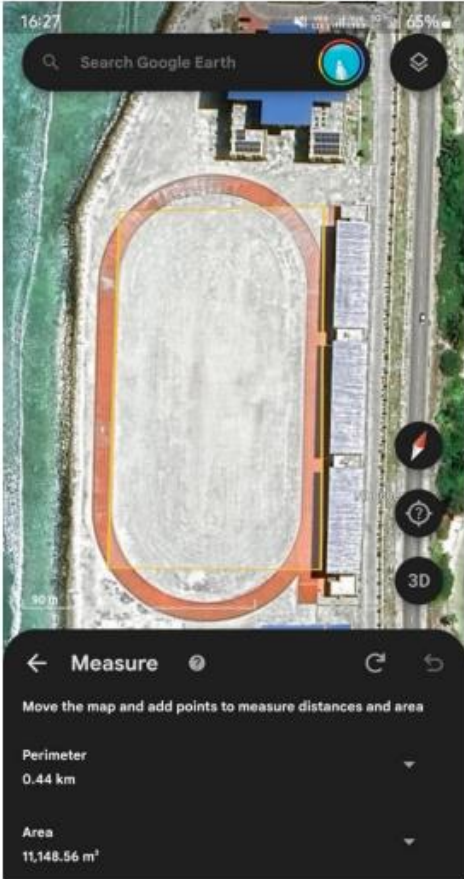 16:27
65%
Search Google Earth
3D
90 m
Measure
Move the map and add points to measure distances and area
Perimeter
0.44 km
Area
11,148.56 m²